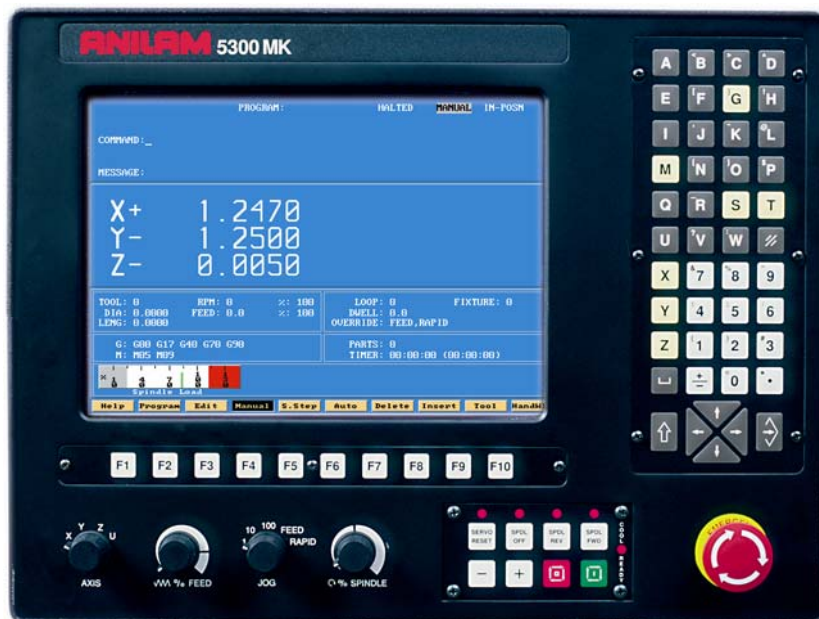 ANILAM 5300 MK
PROGRAM: HALTED MANUAL IN-POSN
COMMAND:_
MESSAGE:
X+ 1.2470
Y- 1.2500
Z- 0.0050
TOOL: 0 RPM: 0 %: 100
DIA: 0.0000 FEED: 0.0 %: 100
LENG: 0.0000
LOOP: 0 FIXTURE: 0
DWELL: 0.0
OVERRIDE: FEED,RAPID
G: G00 G17 G40 G70 G90
M: M05 M09
PARTS: 0
TIMER: 00:00:00 (00:00:00)
Spindle Load
Help Program Edit Manual S.Step Auto Delete Insert Tool HandWl
F1 F2 F3 F4 F5 F6 F7 F8 F9 F10
A B C D
E F G H
I J K L
M N O P
Q R S T
U V W //
X 7 8 9
Y 4 5 6
Z 1 2 3
0 .
X Y Z U
AXIS
% FEED
1 10 100 FEED
RAPID
JOG
% SPINDLE
SERVO RESET
SPDL OFF
SPDL REV
SPDL FWD
COOL
READY
- +